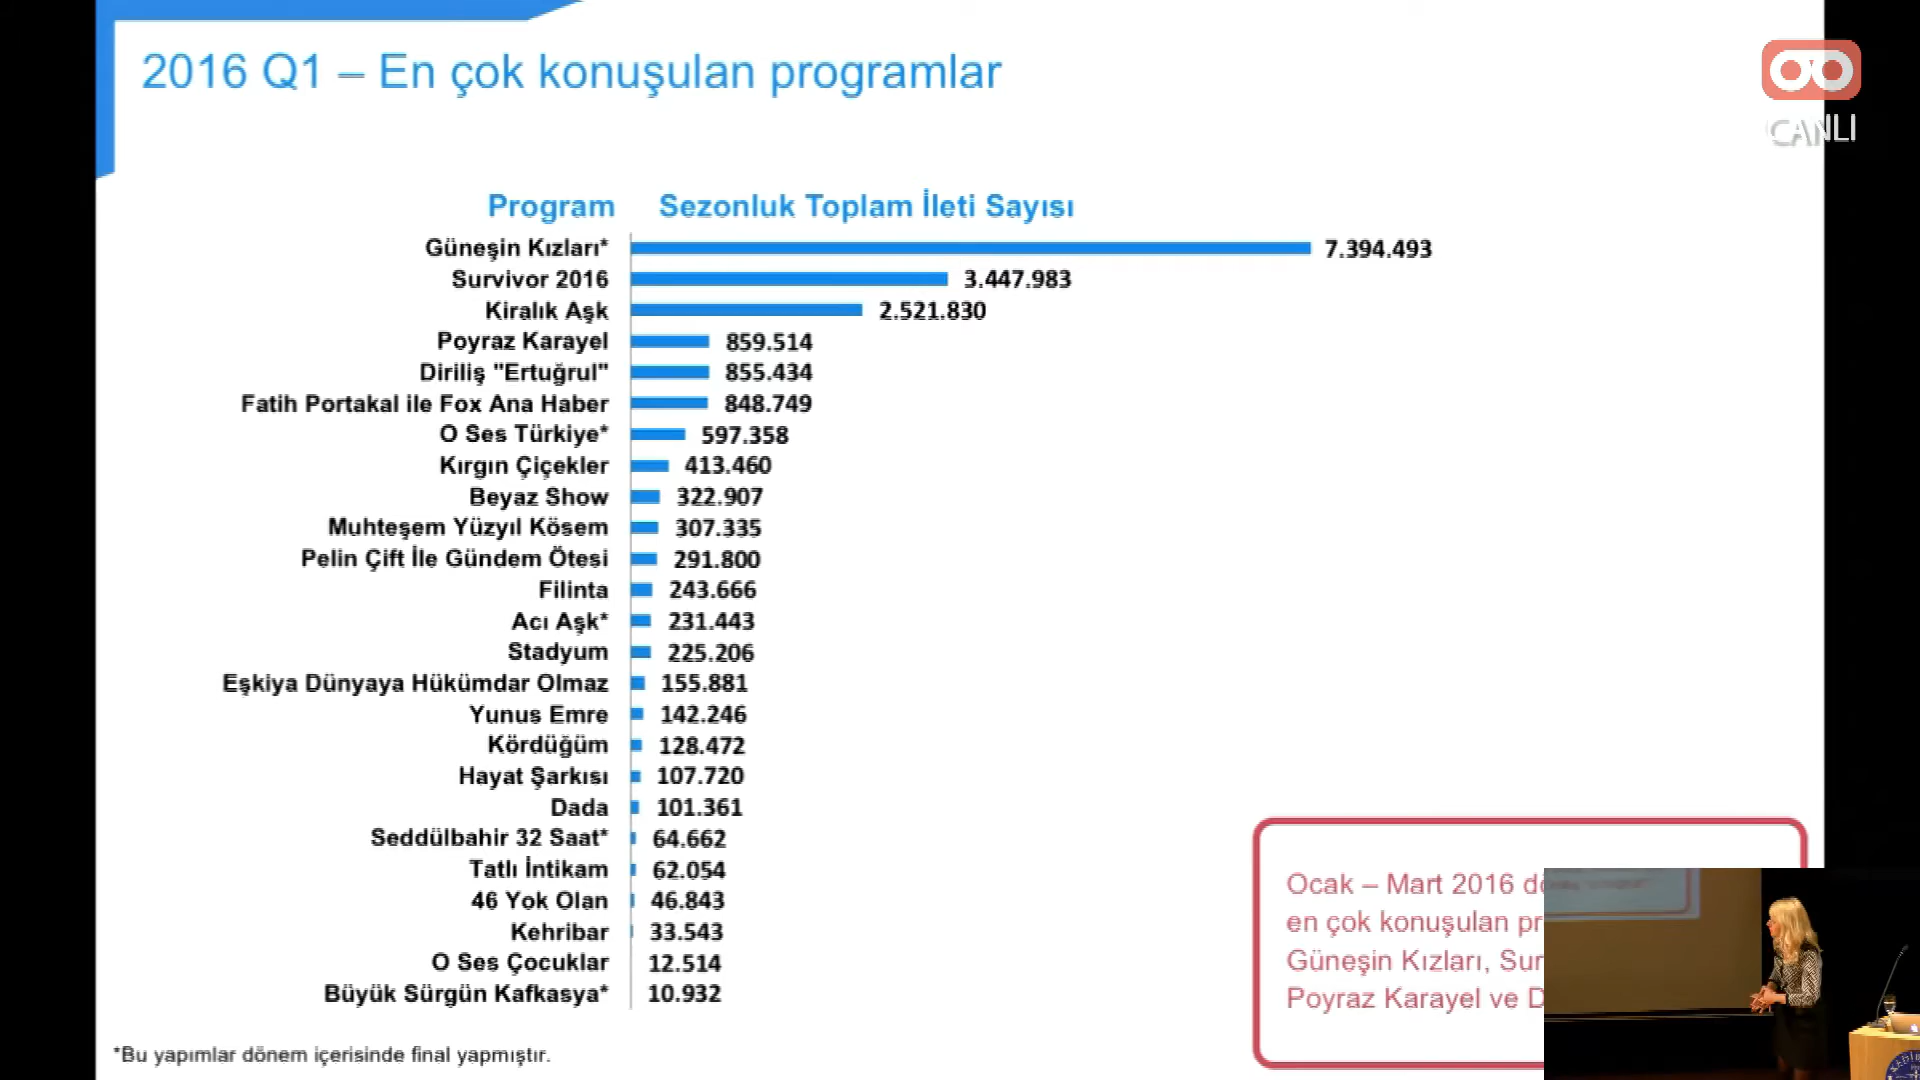 2016 Q1 – En çok konuşulan programlar
CANLI
Program Sezonluk Toplam İleti Sayısı
Güneşin Kızları* 7.394.493
Survivor 2016 3.447.983
Kiralık Aşk 2.521.830
Poyraz Karayel 859.514
Diriliş "Ertuğrul" 855.434
Fatih Portakal ile Fox Ana Haber 848.749
O Ses Türkiye* 597.358
Kırgın Çiçekler 413.460
Beyaz Show 322.907
Muhteşem Yüzyıl Kösem 307.335
Pelin Çift İle Gündem Ötesi 291.800
Filinta 243.666
Acı Aşk* 231.443
Stadyum 225.206
Eşkiya Dünyaya Hükümdar Olmaz 155.881
Yunus Emre 142.246
Kördüğüm 128.472
Hayat Şarkısı 107.720
Dada 101.361
Seddülbahir 32 Saat* 64.662
Tatlı İntikam 62.054
46 Yok Olan 46.843
Kehribar 33.543
O Ses Çocuklar 12.514
Büyük Sürgün Kafkasya* 10.932
Ocak – Mart 2016
en çok konuşulan
Güneşin Kızları,
Poyraz Karayel ve
*Bu yapımlar dönem içerisinde final yapmıştır.